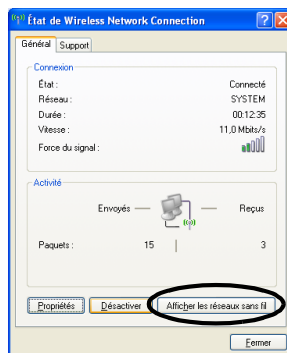 État de Wireless Network Connection
Général Support
Connexion
État : Connecté
Réseau : SYSTEM
Durée : 00:12:35
Vitesse : 11,0 Mbits/s
Force du signal :
Activité
Envoyés — Reçus
Paquets : 15 3
Propriétés Désactiver Afficher les réseaux sans fil
Fermer